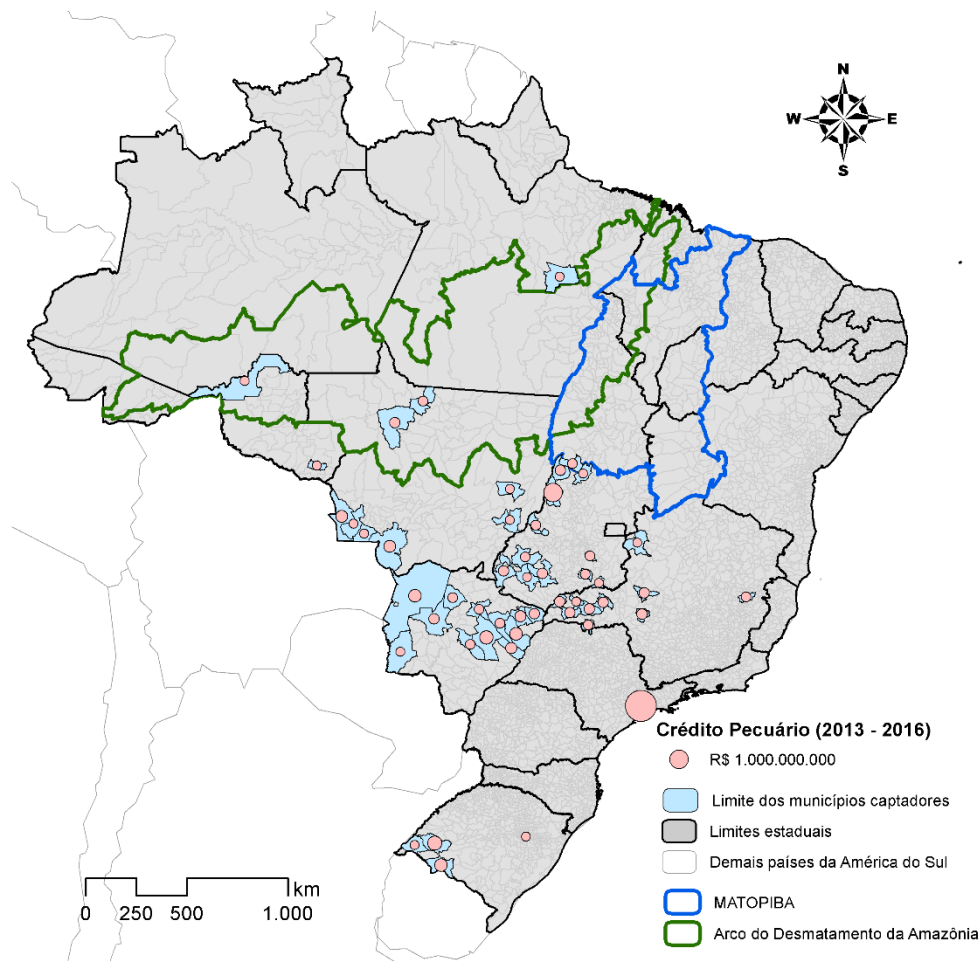 N
W E
S
Crédito Pecuário (2013 - 2016)
R$ 1.000.000.000
Limite dos municípios captadores
Limites estaduais
Demais países da América do Sul
MATOPIBA
Arco do Desmatamento da Amazônia
km
0 250 500 1.000